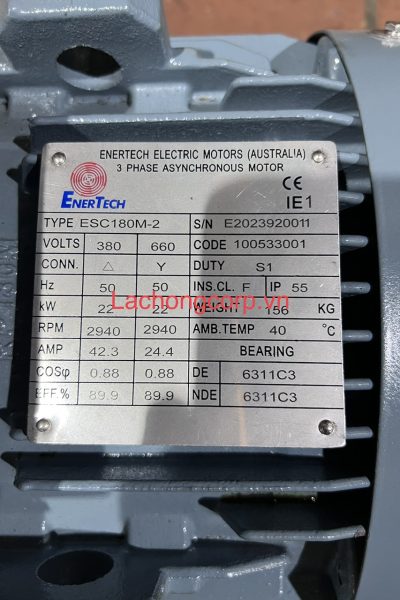 ENERTECH ELECTRIC MOTORS (AUSTRALIA)
3 PHASE ASYNCHRONOUS MOTOR
CE
IE1
ENERTECH
TYPE ESC180M-2 S/N E2023920011
VOLTS 380 660 CODE 100533001
CONN. △ Y DUTY S1
Hz 50 50 INS.CL. F IP 55
Lachongcorp.vn
kW 22 22 WEIGHT 156 KG
RPM 2940 2940 AMB.TEMP 40 °C
AMP 42.3 24.4 BEARING
COSφ 0.88 0.88 DE 6311C3
EFF.% 89.9 89.9 NDE 6311C3